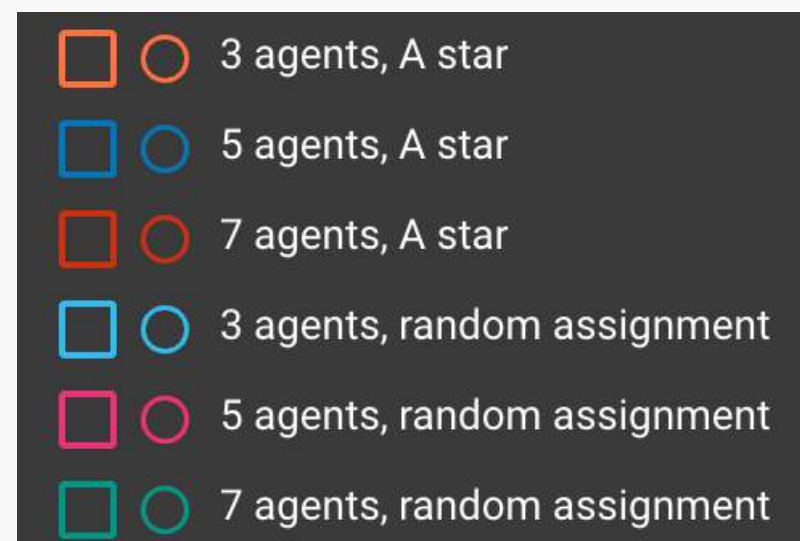 3 agents, A star
5 agents, A star
7 agents, A star
3 agents, random assignment
5 agents, random assignment
7 agents, random assignment